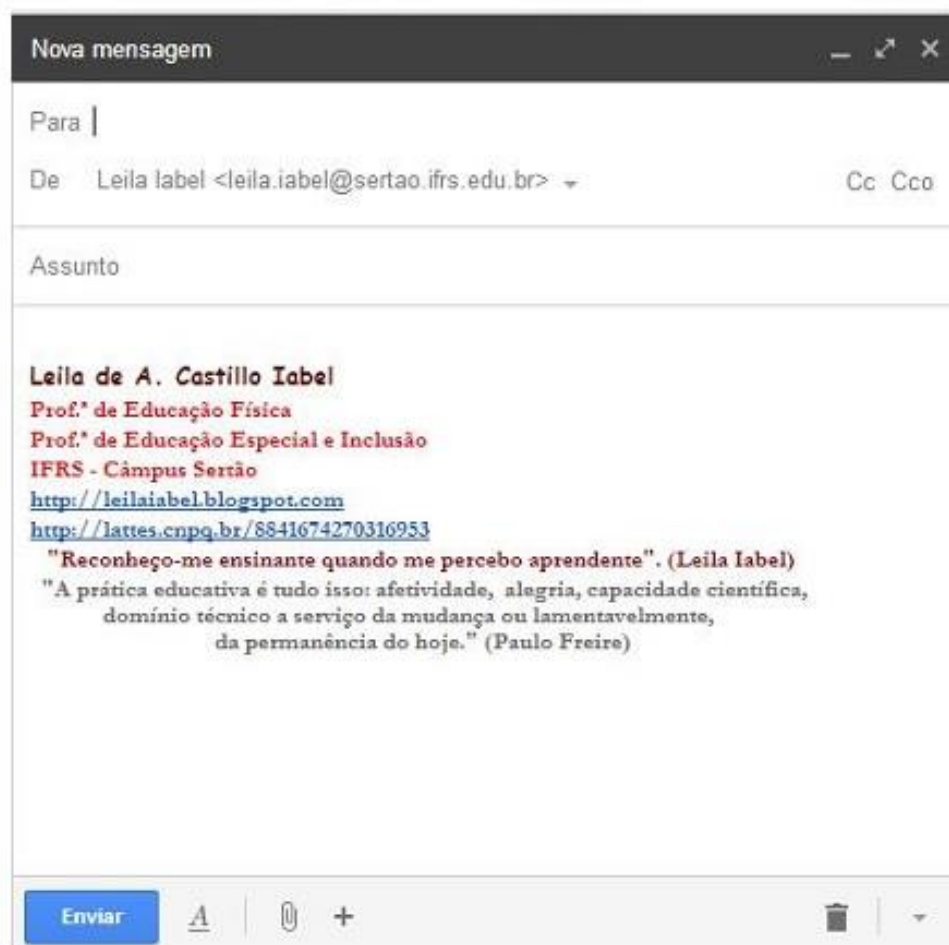 Nova mensagem
Para
De Leila Iabel <leila.iabel@sertao.ifrs.edu.br>
Cc Cco
Assunto
Leila de A. Castillo Iabel
Prof.ª de Educação Física
Prof.ª de Educação Especial e Inclusão
IFRS - Câmpus Sertão
http://leilaiabel.blogspot.com
http://lattes.cnpq.br/8841674270316953
"Reconheço-me ensinante quando me percebo aprendente". (Leila Iabel)
"A prática educativa é tudo isso: afetividade, alegria, capacidade científica,
domínio técnico a serviço da mudança ou lamentavelmente,
da permanência do hoje." (Paulo Freire)
Enviar A